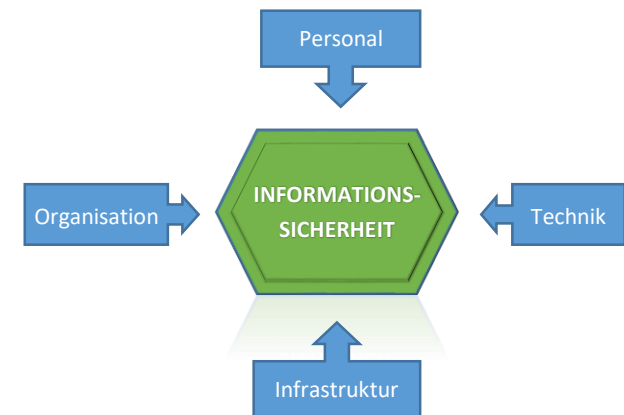 Personal
Organisation
INFORMATIONS-
SICHERHEIT
Technik
Infrastruktur